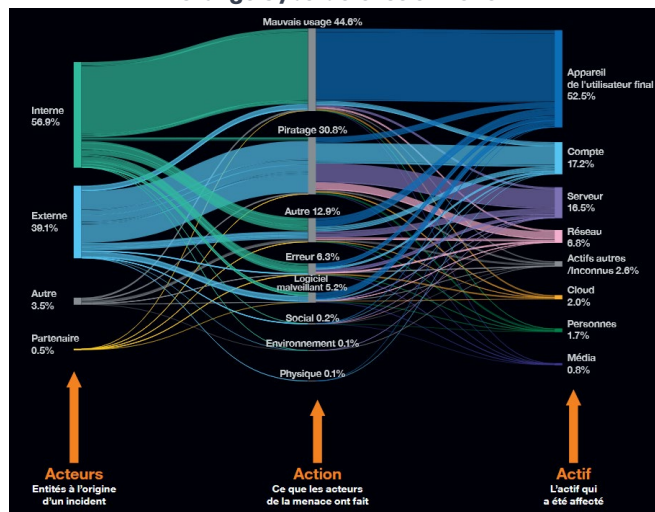 Mauvais usage 44.6%
Interne
56.9%
Externe
39.1%
Autre
3.5%
Partenaire
0.5%
Piratage 30.8%
Autre 12.9%
Erreur 6.3%
Logiciel
malveillant 5.2%
Social 0.2%
Environnement 0.1%
Physique 0.1%
Appareil
de l'utilisateur final
52.5%
Compte
17.2%
Serveur
16.5%
Réseau
6.8%
Actifs autres
/Inconnus 2.6%
Cloud
2.0%
Personnes
1.7%
Média
0.8%
Acteurs
Entités à l'origine
d'un incident
Action
Ce que les acteurs
de la menace ont fait
Actif
L'actif qui
a été affecté